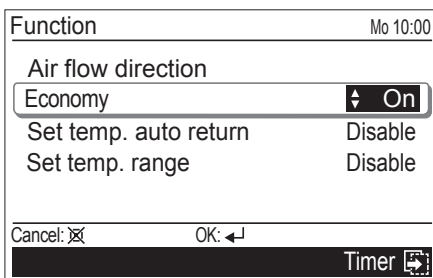 Function Mo 10:00
Air flow direction
Economy On
Set temp. auto return Disable
Set temp. range Disable
Cancel: OK:
Timer